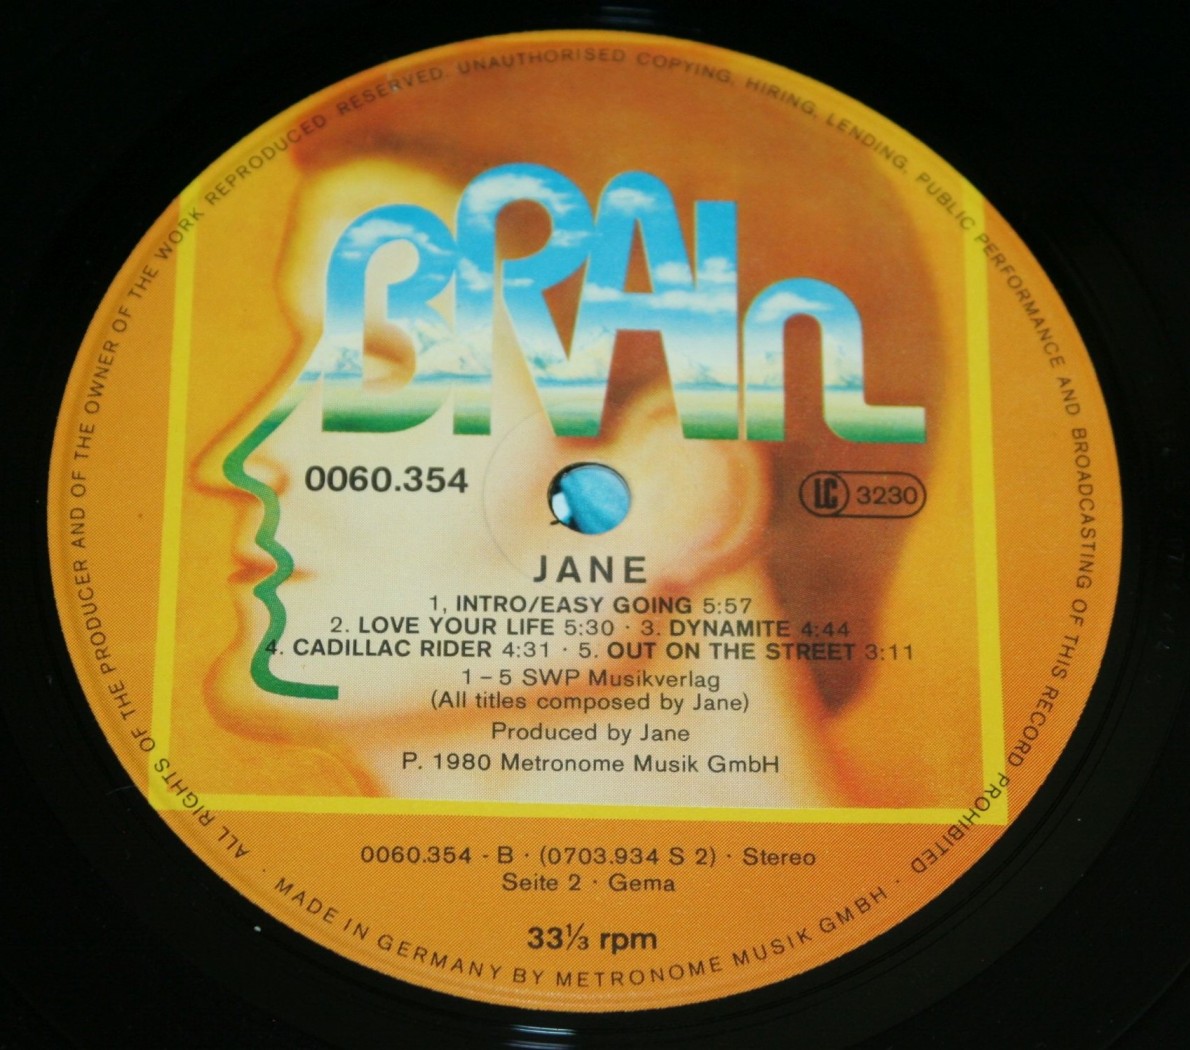 ALL RIGHTS OF THE PRODUCER AND OF THE OWNER OF THE WORK REPRODUCED RESERVED. UNAUTHORISED COPYING, HIRING, LENDING, PUBLIC PERFORMANCE AND BROADCASTING OF THIS RECORD PROHIBITED ·
BRAIn
0060.354
LC 3230
JANE
1, INTRO/EASY GOING 5:57
2. LOVE YOUR LIFE 5:30 · 3. DYNAMITE 4:44
4. CADILLAC RIDER 4:31 · 5. OUT ON THE STREET 3:11
1 – 5 SWP Musikverlag
(All titles composed by Jane)
Produced by Jane
P. 1980 Metronome Musik GmbH
0060.354 - B · (0703.934 S 2) · Stereo
Seite 2 · Gema
33⅓ rpm
· MADE IN GERMANY BY METRONOME MUSIK GMBH